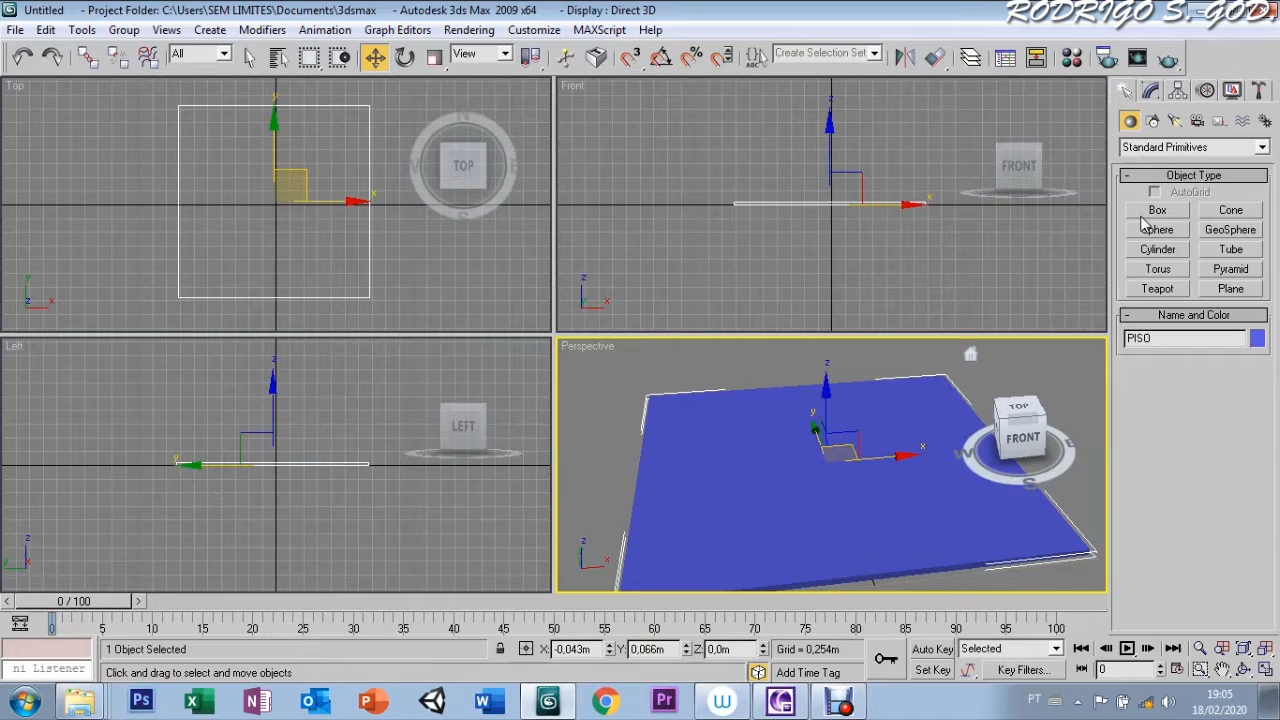 Untitled - Project Folder: C:\Users\SEM LIMITES\Documents\3dsmax - Autodesk 3ds Max 2009 x64 - Display : Direct 3D
RODRIGO S. GOD
File Edit Tools Group Views Create Modifiers Animation Graph Editors Rendering Customize MAXScript Help
All View 3 Create Selection Set
Top
Front
TOP
FRONT
y
x
z
x
Standard Primitives
Object Type
AutoGrid
Box Cone
Sphere GeoSphere
Cylinder Tube
Torus Pyramid
Teapot Plane
Name and Color
PISO
Left
Perspective
z
y
LEFT
z
y
x
TOP
FRONT
W
S
0 / 100
0 5 10 15 20 25 30 35 40 45 50 55 60 65 70 75 80 85 90 95 100
1 Object Selected X: -0,043m Y: 0,066m Z: 0,0m Grid = 0,254m Auto Key Selected
ni Listener Click and drag to select and move objects Add Time Tag Set Key Key Filters... 0
PT 19:05
18/02/2020